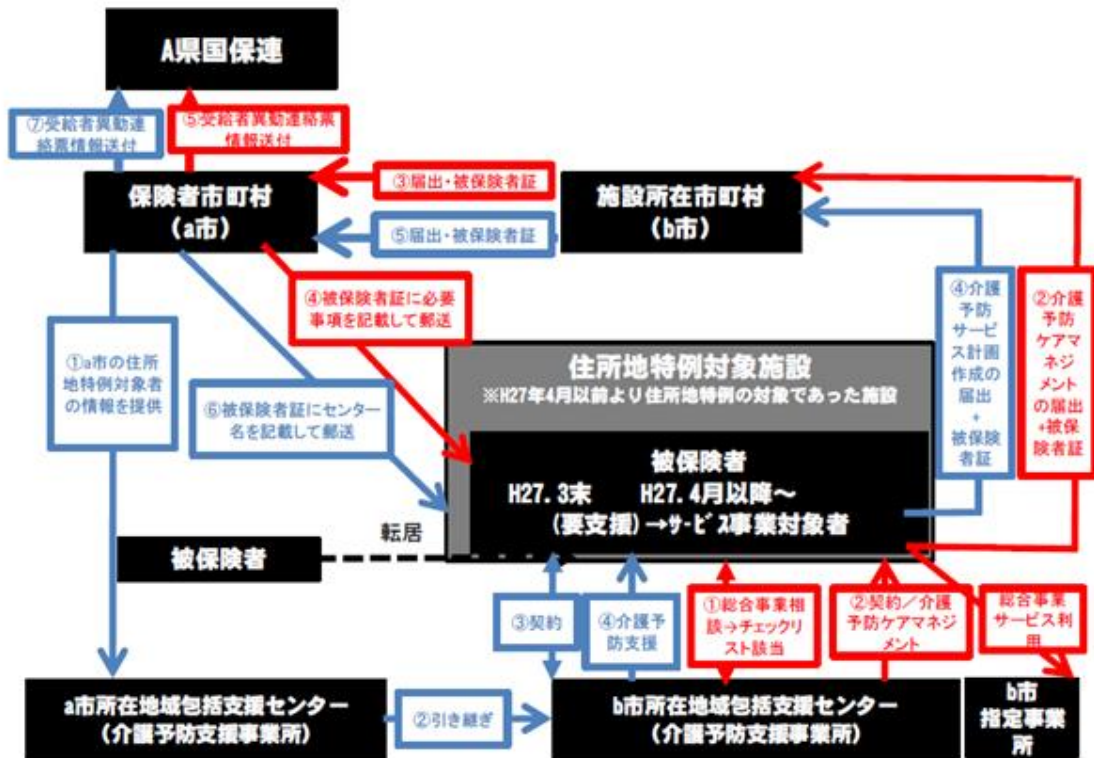 A県国保連
⑦受給者異動連
絡票情報送付
⑤受給者異動連絡票
情報送付
保険者市町村
（a市）
③届出・被保険者証
⑤届出・被保険者証
施設所在市町村
（b市）
④被保険者証に必要
事項を記載して郵送
①a市の住所
地特例対象者
の情報を提供
⑥被保険者証にセンター
名を記載して郵送
住所地特例対象施設
※H27年4月以前より住所地特例の対象であった施設
被保険者
H27.3末　H27.4月以降～
（要支援）→サービス事業対象者
④介護
予防
サービ
ス計画
作成の
届出
+
被保険
者証
②介護
予防
ケアマ
ネジ
メント
の届出
+被保
険者証
転居
被保険者
③契約
④介護予
防支援
①総合事業相
談→チェックリ
スト該当
②契約／介護
予防ケアマネジ
メント
総合事業
サービス利
用
a市所在地域包括支援センター
（介護予防支援事業所）
②引き継ぎ
b市所在地域包括支援センター
（介護予防支援事業所）
b市
指定事業
所